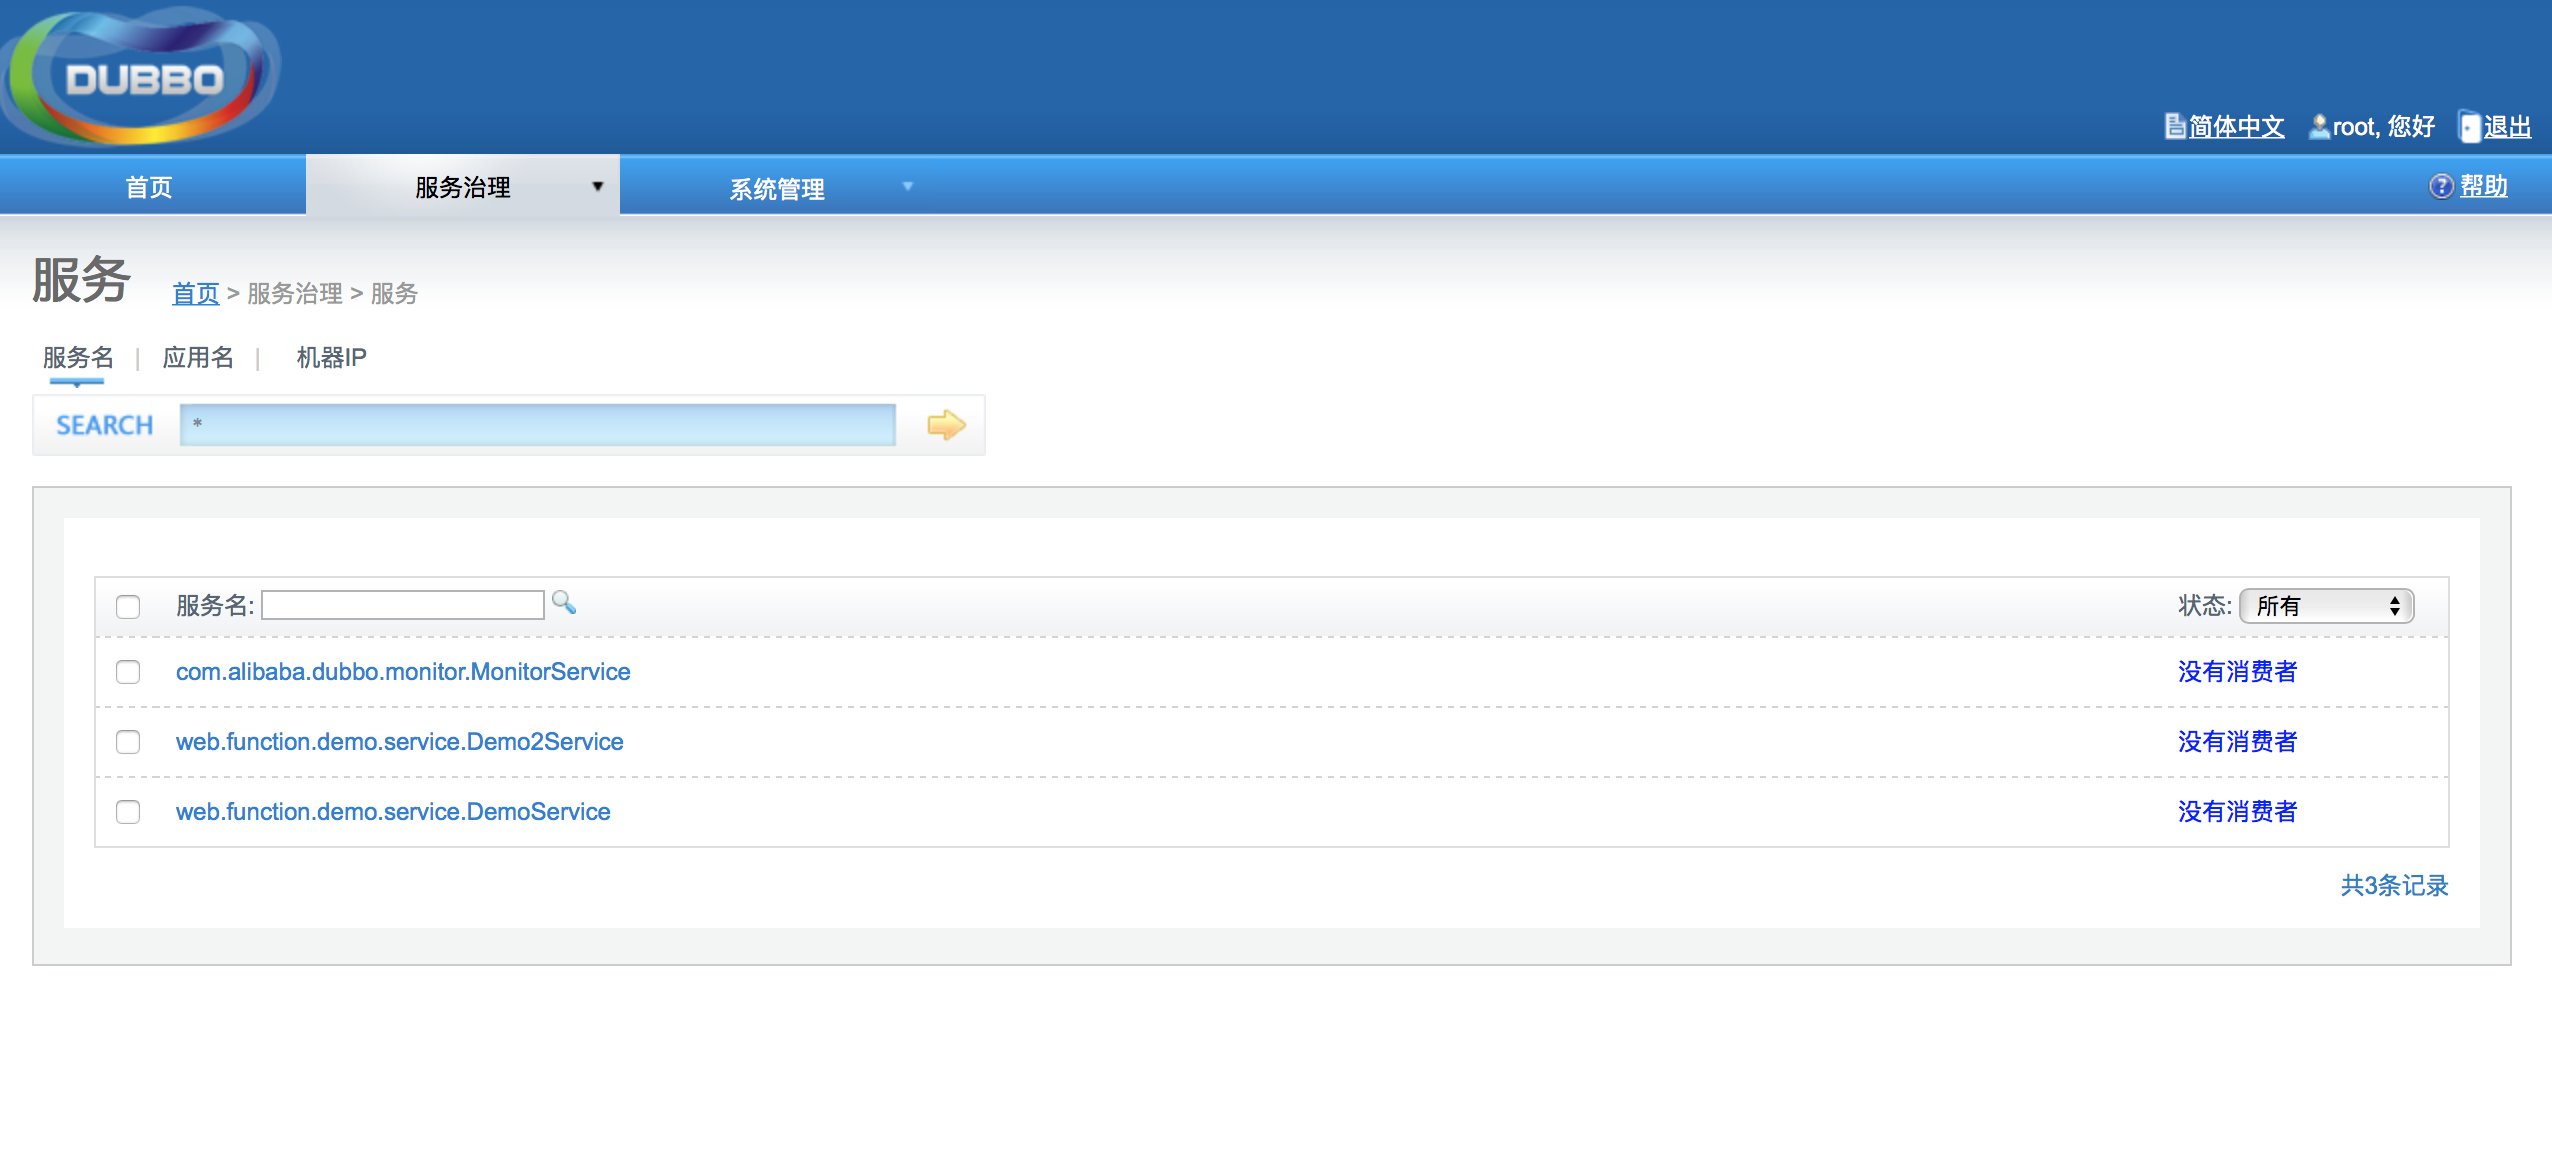 DUBBO
简体中文 root, 您好 退出
首页 服务治理 系统管理 帮助
服务 首页 > 服务治理 > 服务
服务名 | 应用名 | 机器IP
SEARCH *
服务名: 状态: 所有
com.alibaba.dubbo.monitor.MonitorService 没有消费者
web.function.demo.service.Demo2Service 没有消费者
web.function.demo.service.DemoService 没有消费者
共3条记录